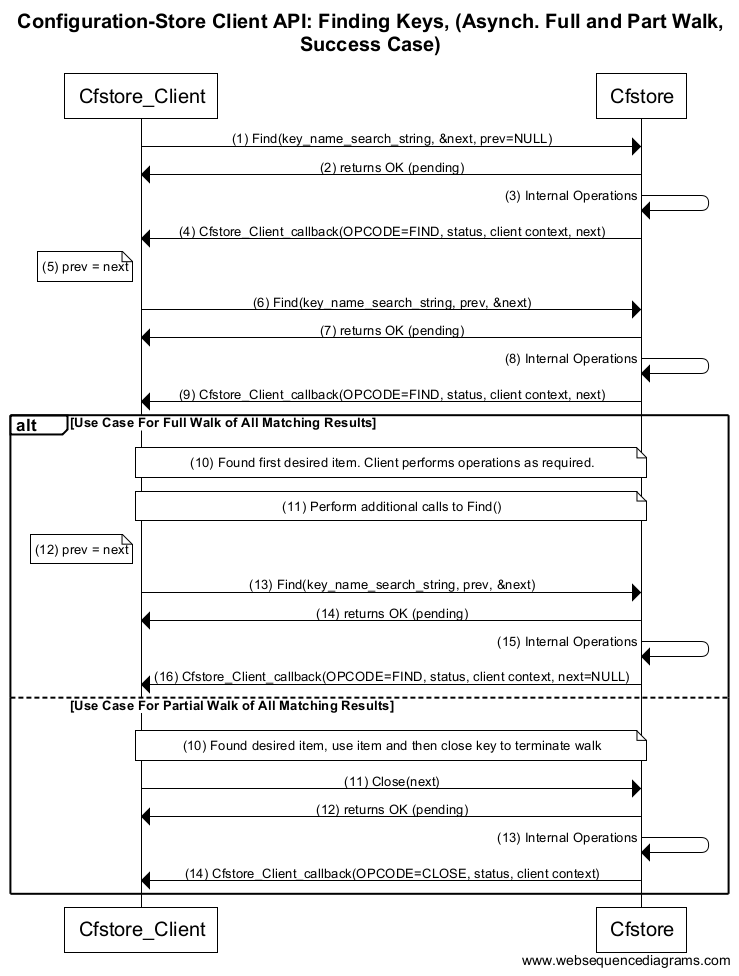 Configuration-Store Client API: Finding Keys, (Asynch. Full and Part Walk,
Success Case)
Cfstore_Client
Cfstore
(1) Find(key_name_search_string, &next, prev=NULL)
(2) returns OK (pending)
(3) Internal Operations
(4) Cfstore_Client_callback(OPCODE=FIND, status, client context, next)
(5) prev = next
(6) Find(key_name_search_string, prev, &next)
(7) returns OK (pending)
(8) Internal Operations
(9) Cfstore_Client_callback(OPCODE=FIND, status, client context, next)
alt
[Use Case For Full Walk of All Matching Results]
(10) Found first desired item. Client performs operations as required.
(11) Perform additional calls to Find()
(12) prev = next
(13) Find(key_name_search_string, prev, &next)
(14) returns OK (pending)
(15) Internal Operations
(16) Cfstore_Client_callback(OPCODE=FIND, status, client context, next=NULL)
[Use Case For Partial Walk of All Matching Results]
(10) Found desired item, use item and then close key to terminate walk
(11) Close(next)
(12) returns OK (pending)
(13) Internal Operations
(14) Cfstore_Client_callback(OPCODE=CLOSE, status, client context)
Cfstore_Client
Cfstore
www.websequencediagrams.com